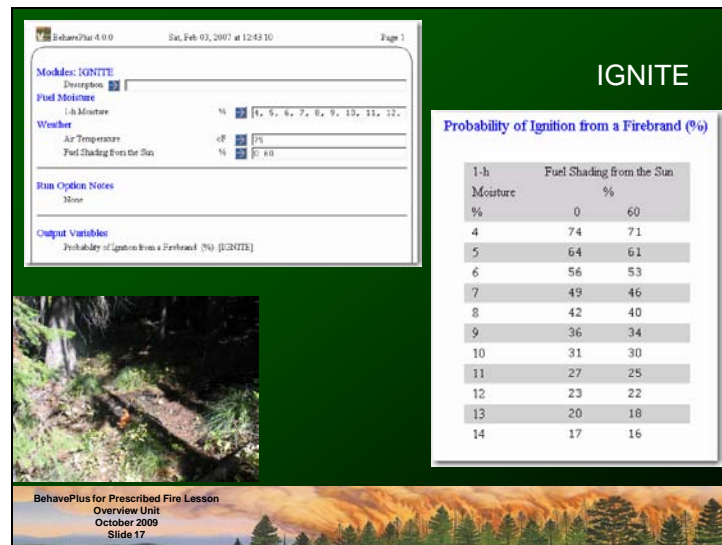 BehavePlus 4.0.0 Sat, Feb 03, 2007 at 12:43:10 Page 1
Modules: IGNITE
Description
Fuel Moisture
1-h Moisture % 4, 5, 6, 7, 8, 9, 10, 11, 12,
Weather
Air Temperature oF 75
Fuel Shading from the Sun % 0 60
Run Option Notes
None
Output Variables
Probability of Ignition from a Firebrand (%) [IGNITE]
IGNITE
Probability of Ignition from a Firebrand (%)
1-h Fuel Shading from the Sun
Moisture %
% 0 60
4 74 71
5 64 61
6 56 53
7 49 46
8 42 40
9 36 34
10 31 30
11 27 25
12 23 22
13 20 18
14 17 16
BehavePlus for Prescribed Fire Lesson
Overview Unit
October 2009
Slide 17